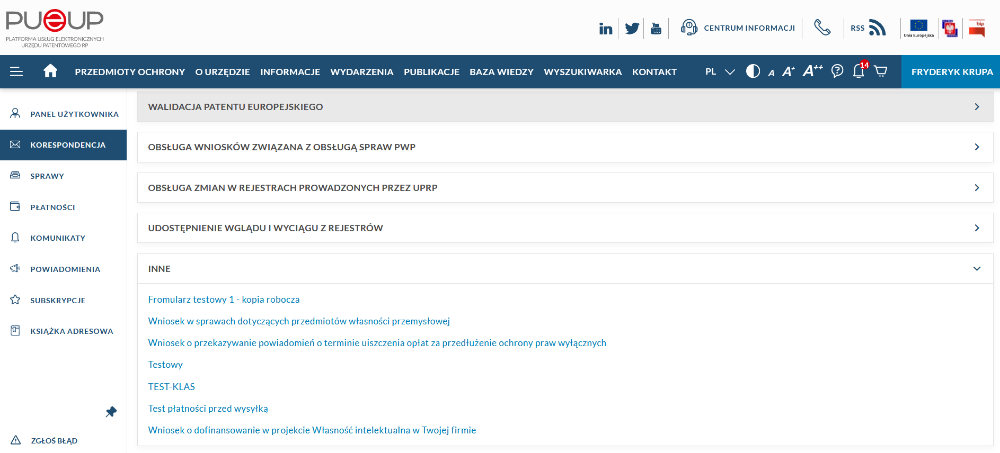 PUEUP
PLATFORMA USŁUG ELEKTRONICZNYCH
URZĘDU PATENTOWEGO RP
in
You
Tube
CENTRUM INFORMACJI
RSS
Unia Europejska
bip
PRZEDMIOTY OCHRONY O URZĘDZIE INFORMACJE WYDARZENIA PUBLIKACJE BAZA WIEDZY WYSZUKIWARKA KONTAKT PL A A+ A++ ? 14 FRYDERYK KRUPA
PANEL UŻYTKOWNIKA
KORESPONDENCJA
SPRAWY
PŁATNOŚCI
KOMUNIKATY
POWIADOMIENIA
SUBSKRYPCJE
KSIĄŻKA ADRESOWA
ZGŁOŚ BŁĄD
WALIDACJA PATENTU EUROPEJSKIEGO
OBSŁUGA WNIOSKÓW ZWIĄZANA Z OBSŁUGĄ SPRAW PWP
OBSŁUGA ZMIAN W REJESTRACH PROWADZONYCH PRZEZ UPRP
UDOSTĘPNIENIE WGLĄDU I WYCIĄGU Z REJESTRÓW
INNE
Fromularz testowy 1 - kopia robocza
Wniosek w sprawach dotyczących przedmiotów własności przemysłowej
Wniosek o przekazywanie powiadomień o terminie uiszczenia opłat za przedłużenie ochrony praw wyłącznych
Testowy
TEST-KLAS
Test płatności przed wysyłką
Wniosek o dofinansowanie w projekcie Własność intelektualna w Twojej firmie